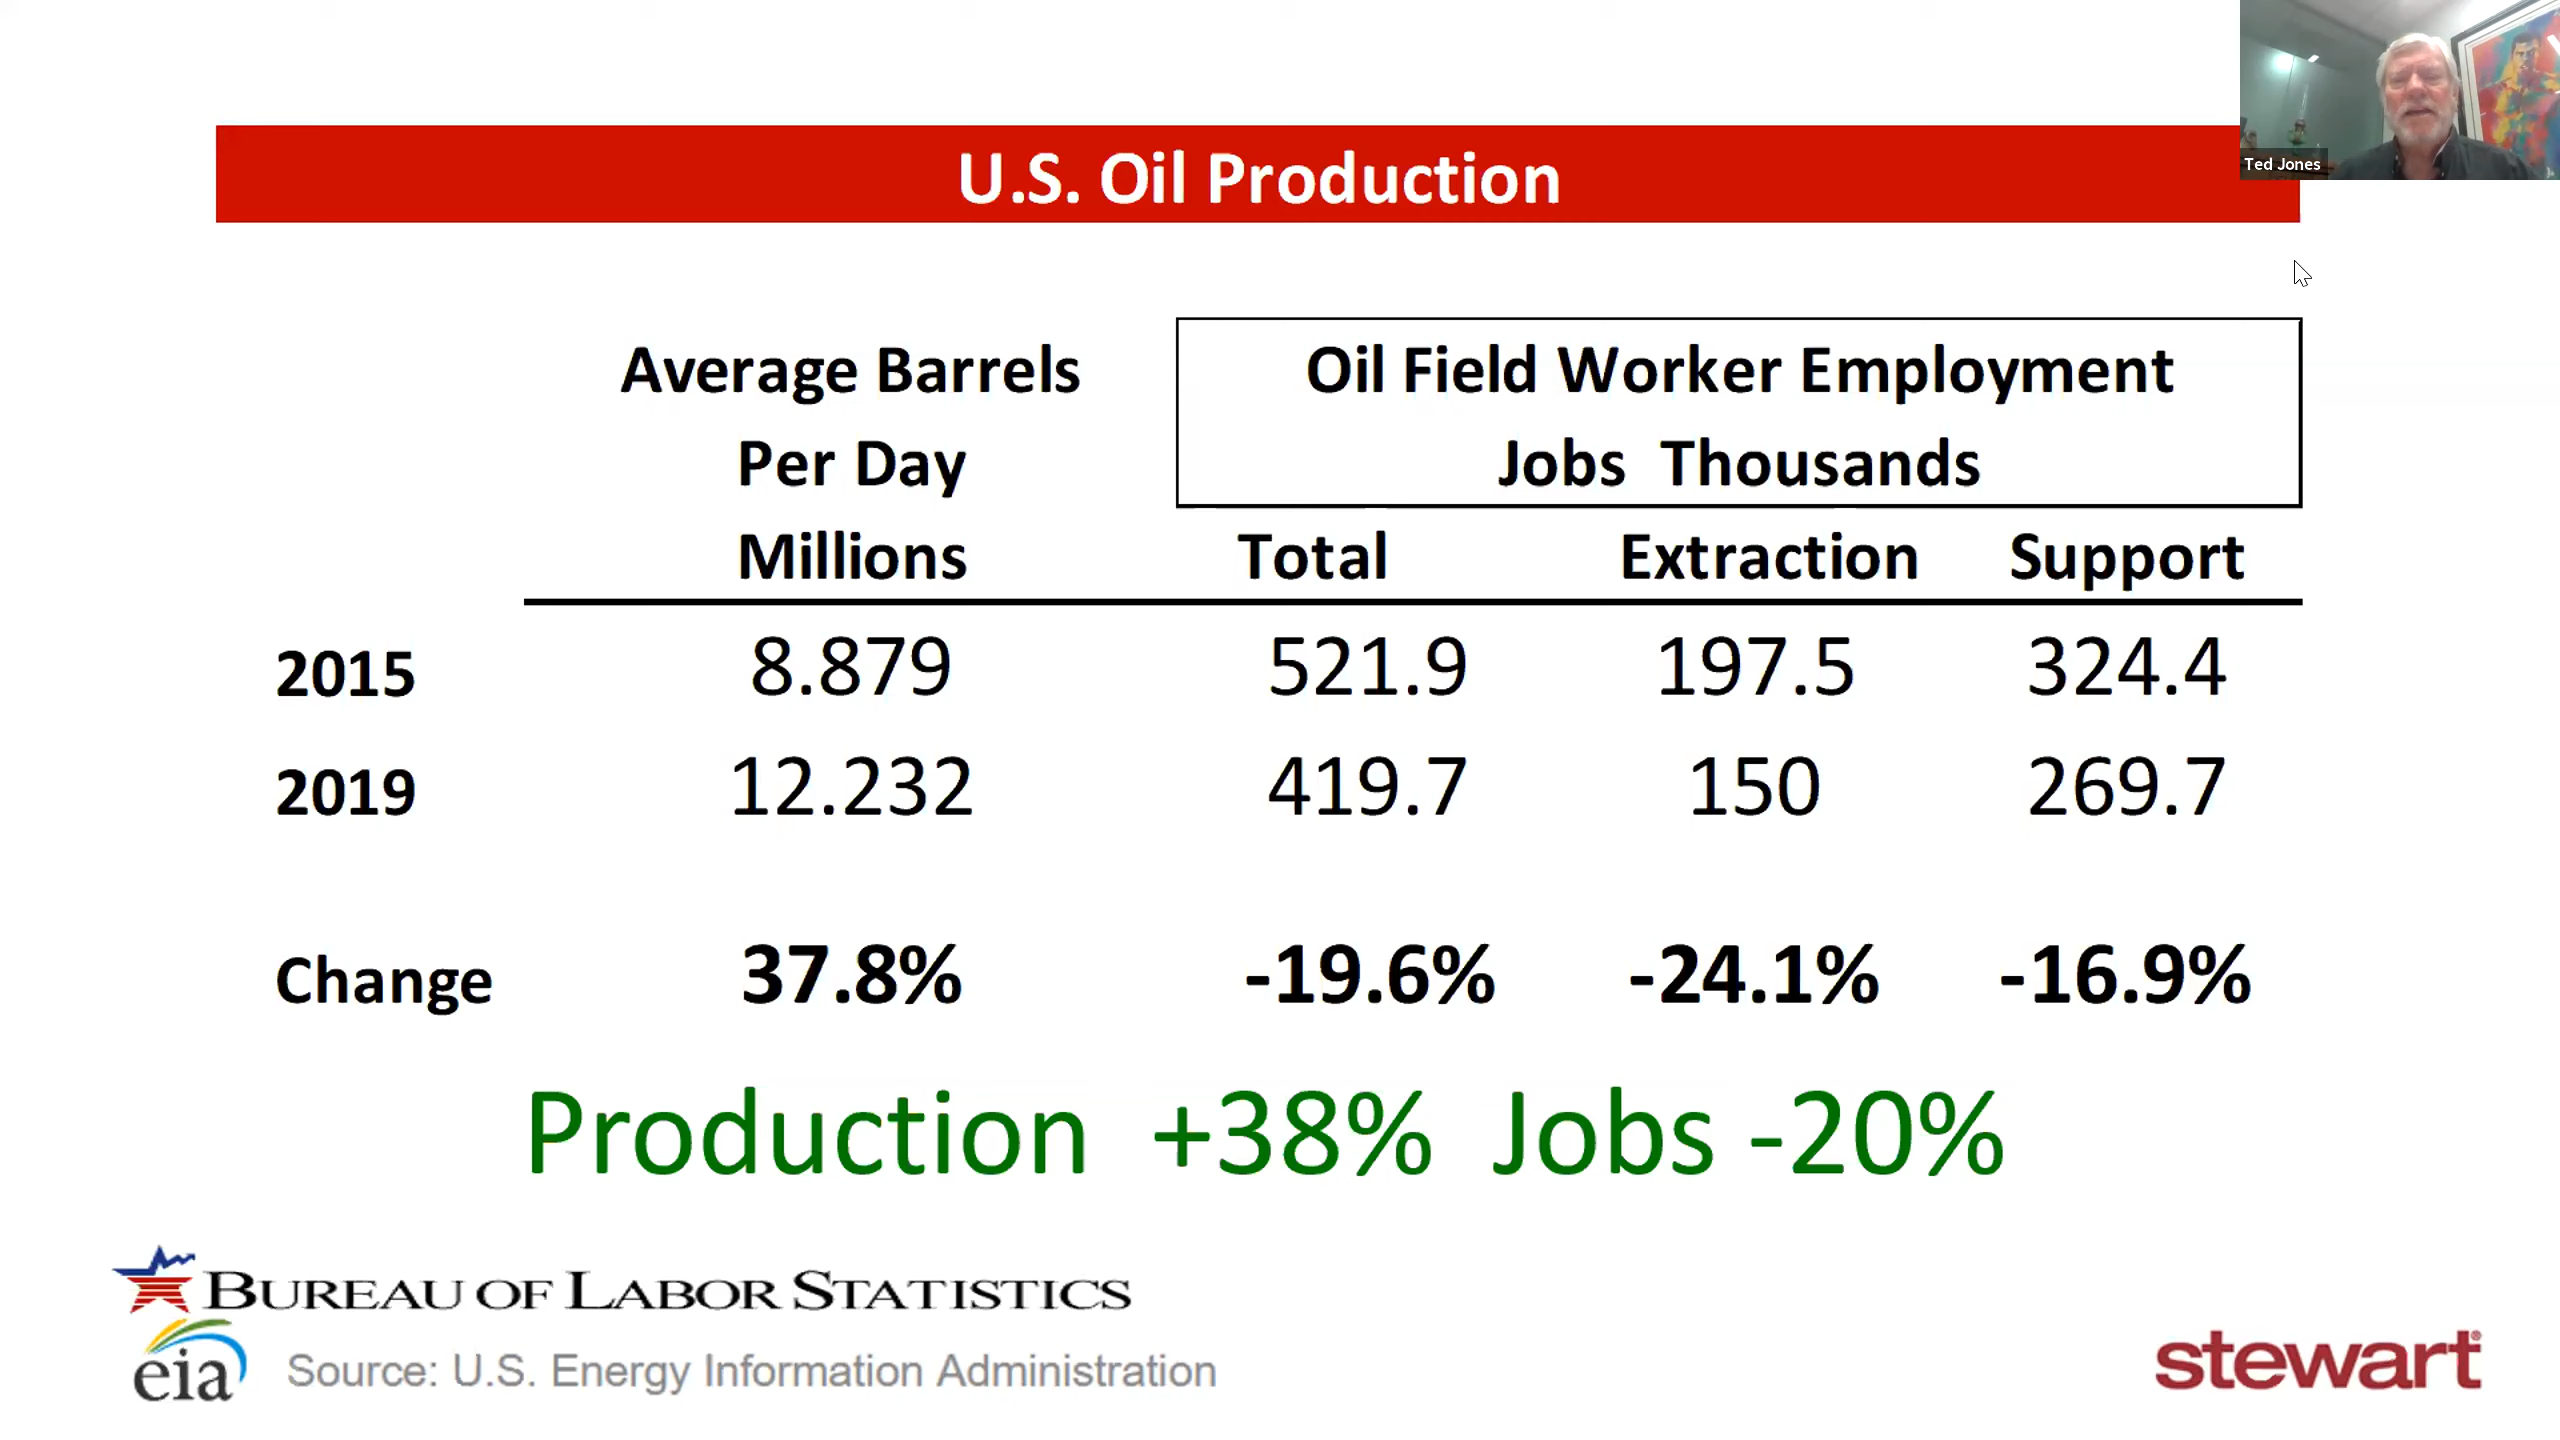 Ted Jones
U.S. Oil Production
Average Barrels
Per Day
Millions
Oil Field Worker Employment
Jobs Thousands
Total Extraction Support
2015 8.879 521.9 197.5 324.4
2019 12.232 419.7 150 269.7
Change 37.8% -19.6% -24.1% -16.9%
Production +38% Jobs -20%
BUREAU OF LABOR STATISTICS
eia Source: U.S. Energy Information Administration
stewart